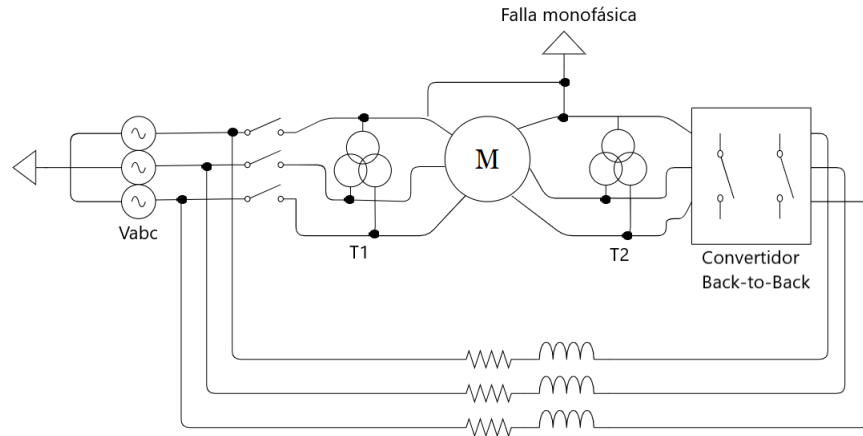 Falla monofásica
M
Vabc
T1
T2
Convertidor
Back-to-Back